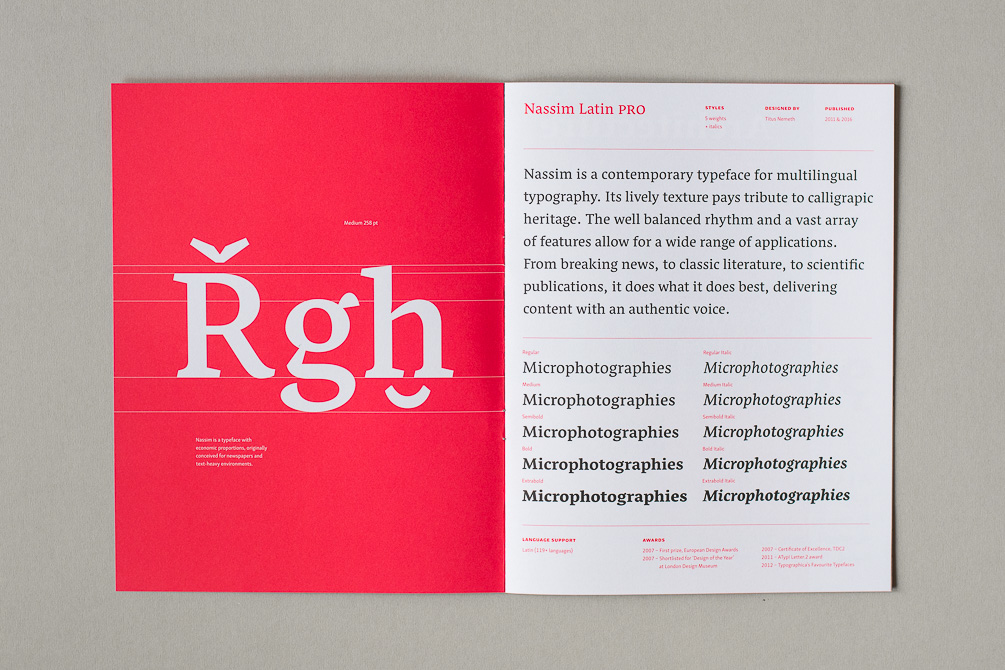 Medium 258 pt
Řgḫ
Nassim is a typeface with
economic proportions, originally
conceived for newspapers and
text-heavy environments.
Nassim Latin PRO
STYLES
5 weights
+ italics
DESIGNED BY
Titus Nemeth
PUBLISHED
2011 & 2016
Nassim is a contemporary typeface for multilingual
typography. Its lively texture pays tribute to calligrapic
heritage. The well balanced rhythm and a vast array
of features allow for a wide range of applications.
From breaking news, to classic literature, to scientific
publications, it does what it does best, delivering
content with an authentic voice.
Regular
Microphotographies
Medium
Microphotographies
Semibold
Microphotographies
Bold
Microphotographies
Extrabold
Microphotographies
Regular Italic
Microphotographies
Medium Italic
Microphotographies
Semibold Italic
Microphotographies
Bold Italic
Microphotographies
Extrabold Italic
Microphotographies
LANGUAGE SUPPORT
Latin (119+ languages)
AWARDS
2007 – First prize, European Design Awards
2007 – Shortlisted for ‘Design of the Year’
at London Design Museum
2007 – Certificate of Excellence, TDC2
2011 – ATypI Letter.2 award
2012 – Typographica’s Favourite Typefaces